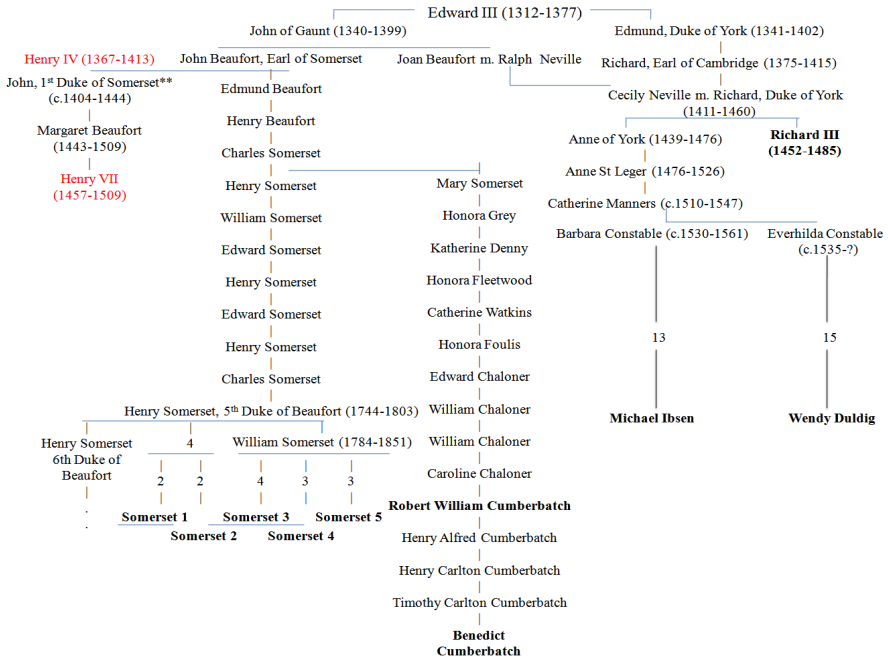 Edward III (1312-1377)
John of Gaunt (1340-1399)
Edmund, Duke of York (1341-1402)
Henry IV (1367-1413)
John Beaufort, Earl of Somerset
Joan Beaufort m. Ralph Neville
Richard, Earl of Cambridge (1375-1415)
John, 1st Duke of Somerset**
(c.1404-1444)
Edmund Beaufort
Cecily Neville m. Richard, Duke of York
(1411-1460)
Margaret Beaufort
(1443-1509)
Henry Beaufort
Anne of York (1439-1476)
Richard III
(1452-1485)
Charles Somerset
Anne St Leger (1476-1526)
Henry VII
(1457-1509)
Henry Somerset
Mary Somerset
Catherine Manners (c.1510-1547)
William Somerset
Honora Grey
Barbara Constable (c.1530-1561)
Everhilda Constable
(c.1535-?)
Edward Somerset
Katherine Denny
Henry Somerset
Honora Fleetwood
Edward Somerset
Catherine Watkins
Henry Somerset
Honora Foulis
13
15
Charles Somerset
Edward Chaloner
Henry Somerset, 5th Duke of Beaufort (1744-1803)
William Chaloner
Michael Ibsen
Wendy Duldig
Henry Somerset
6th Duke of
Beaufort
4
William Somerset (1784-1851)
William Chaloner
2
2
4
3
3
Caroline Chaloner
.
.
Somerset 1
Somerset 3
Somerset 5
Robert William Cumberbatch
Somerset 2
Somerset 4
Henry Alfred Cumberbatch
Henry Carlton Cumberbatch
Timothy Carlton Cumberbatch
Benedict
Cumberbatch